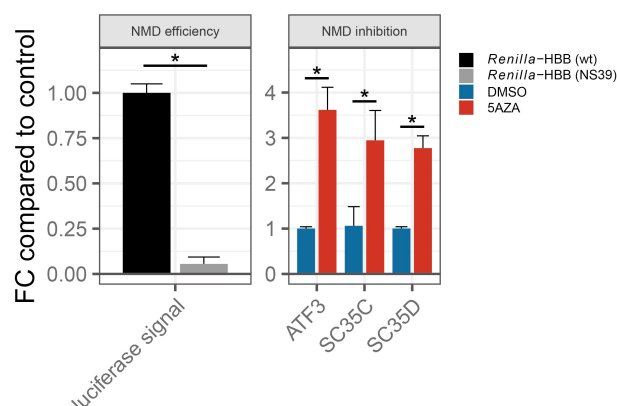 NMD efficiency
NMD inhibition
*
* * *
FC compared to control
1.00
0.75
0.50
0.25
0.00
4
3
2
1
0
luciferase signal
ATF3
SC35C
SC35D
Renilla-HBB (wt)
Renilla-HBB (NS39)
DMSO
5AZA